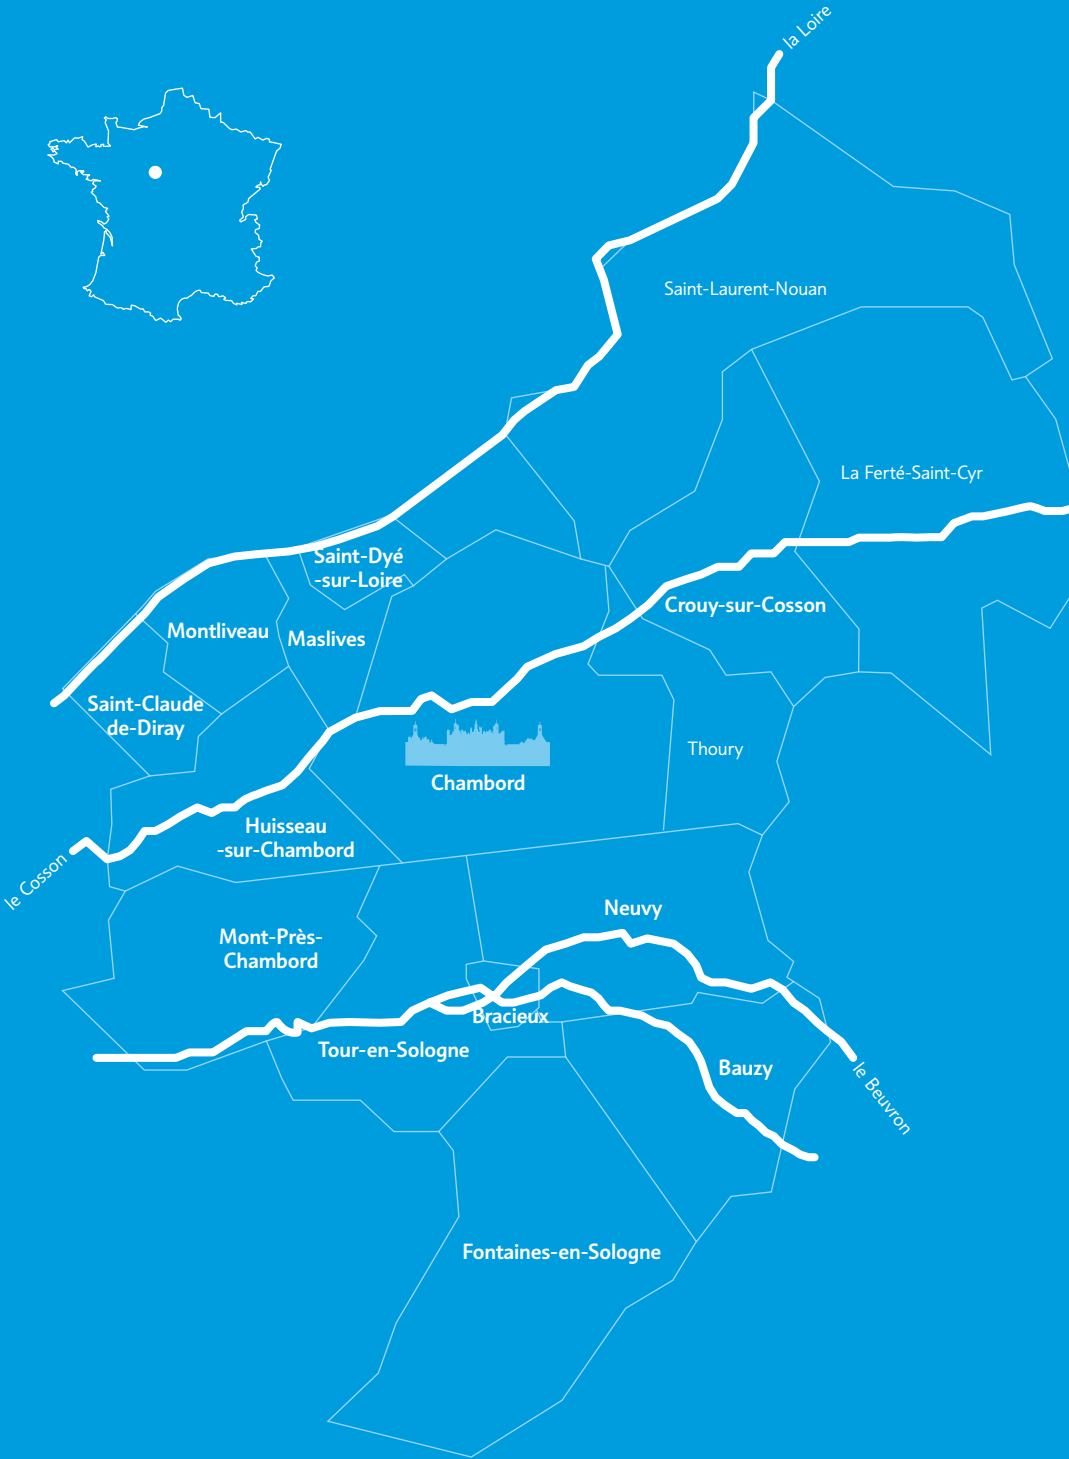 la Loire
Saint-Laurent-Nouan
La Ferté-Saint-Cyr
Saint-Dyé
-sur-Loire
Crouy-sur-Cosson
Montliveau
Maslives
Saint-Claude
de-Diray
Thoury
Chambord
Huisseau
-sur-Chambord
le Cosson
Neuvy
Mont-Près-
Chambord
Bracieux
Tour-en-Sologne
Bauzy
le Beuvron
Fontaines-en-Sologne